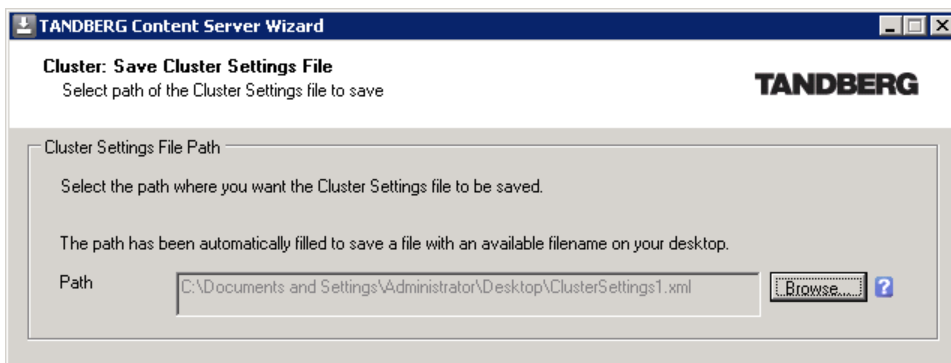 TANDBERG Content Server Wizard
Cluster: Save Cluster Settings File
Select path of the Cluster Settings file to save
TANDBERG
Cluster Settings File Path
Select the path where you want the Cluster Settings file to be saved.
The path has been automatically filled to save a file with an available filename on your desktop.
Path
C:\Documents and Settings\Administrator\Desktop\ClusterSettings1.xml
Browse...
?